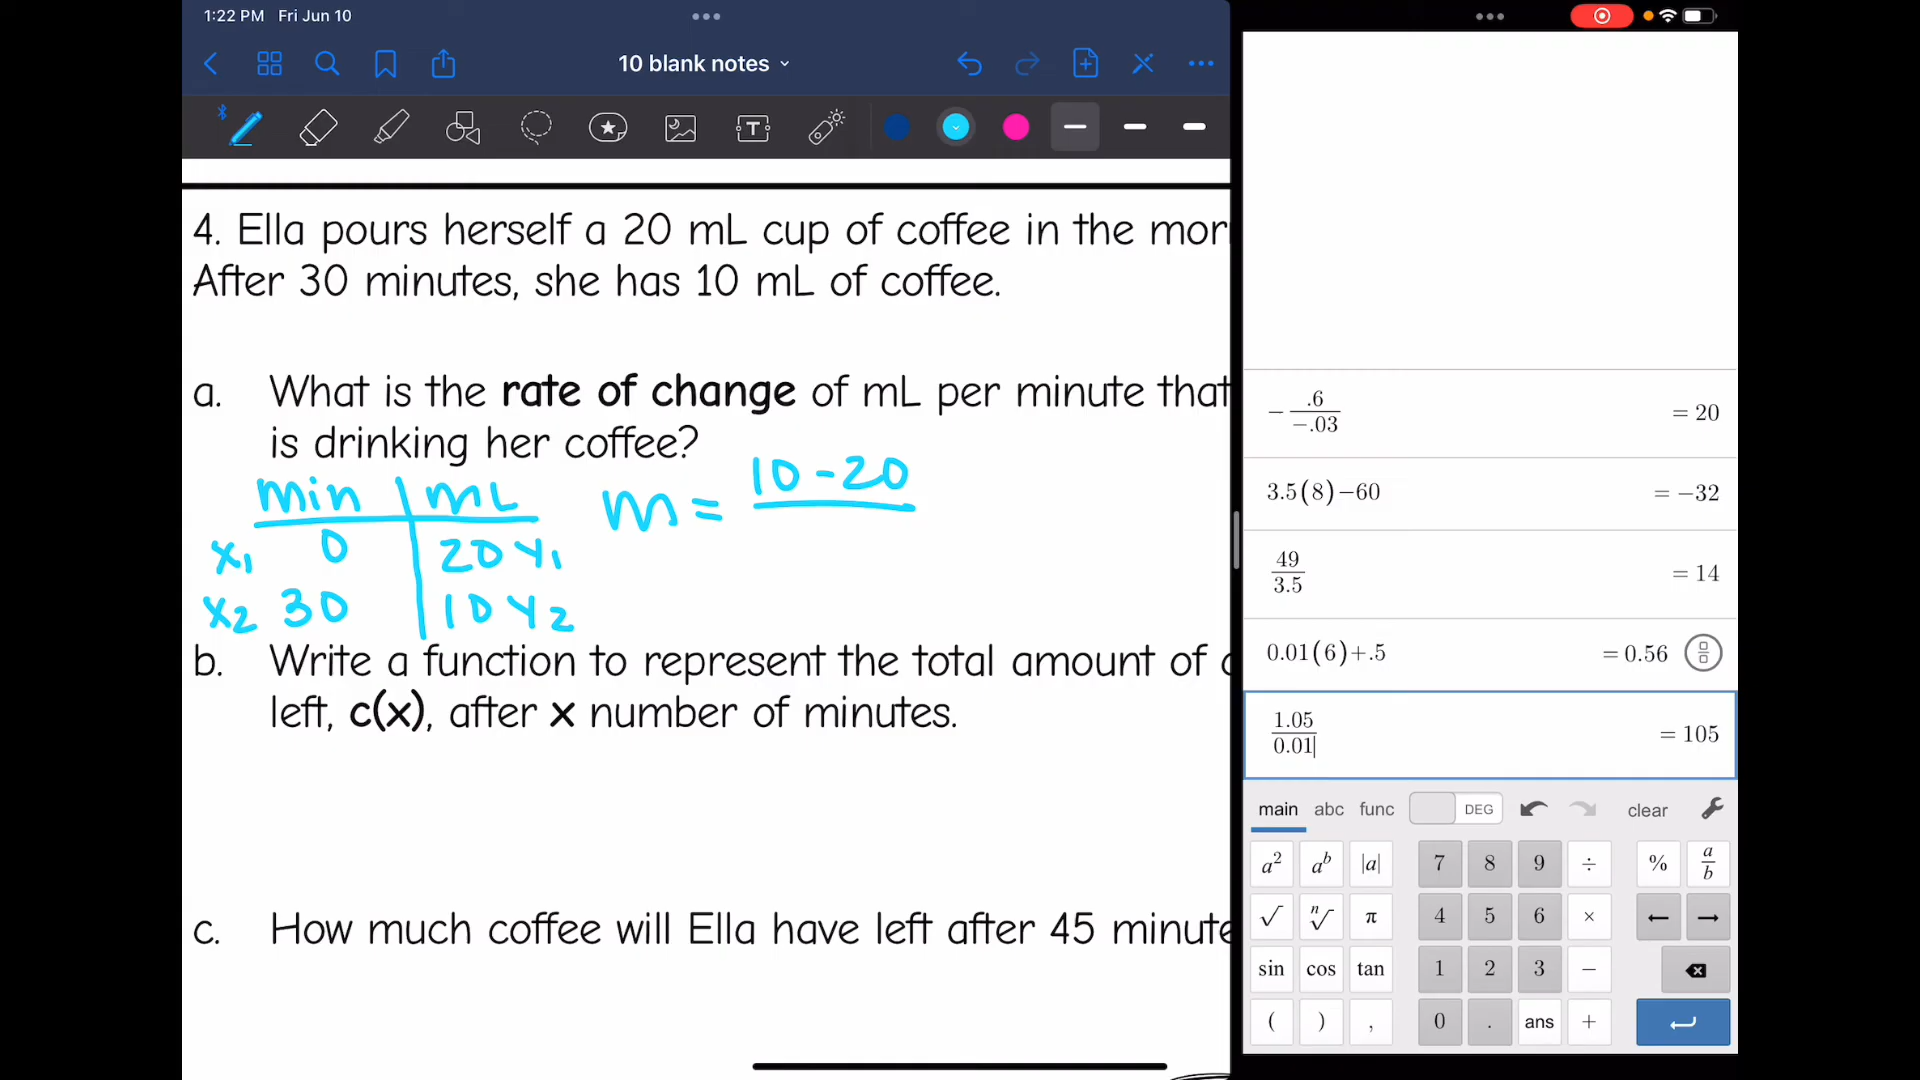 1:22 PM Fri Jun 10
10 blank notes
T
4. Ella pours herself a 20 mL cup of coffee in the mor
After 30 minutes, she has 10 mL of coffee.
a. What is the rate of change of mL per minute that
is drinking her coffee?
min mL
x1 0 20 y1
x2 30 10 y2
m = 10-20
b. Write a function to represent the total amount of
left, c(x), after x number of minutes.
c. How much coffee will Ella have left after 45 minute
-.6/-.03 = 20
3.5(8)-60 = -32
49/3.5 = 14
0.01(6)+.5 = 0.56
1.05/0.01 = 105
main abc func DEG clear
a² aᵇ |a| 7 8 9 ÷ % a/b
√ ⁿ√ π 4 5 6 × ← →
sin cos tan 1 2 3 −
( ) , 0 . ans +